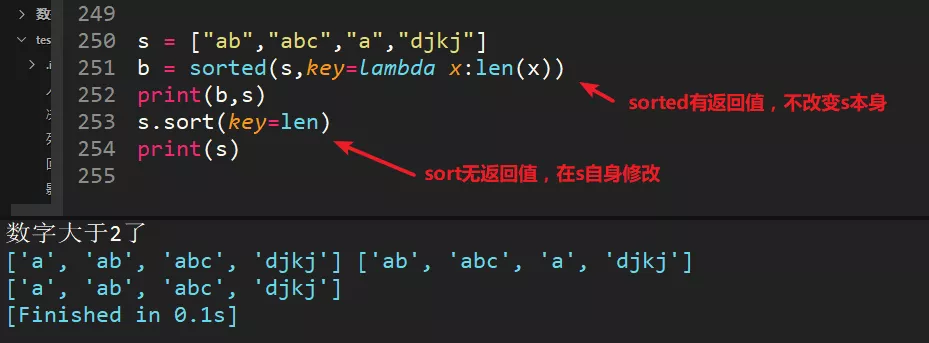 数
tes
249
250 s = ["ab","abc","a","djkj"]
251 b = sorted(s,key=lambda x:len(x))
252 print(b,s)
sorted有返回值，不改变s本身
253 s.sort(key=len)
254 print(s)
sort无返回值，在s自身修改
255
数字大于2了
['a', 'ab', 'abc', 'djkj'] ['ab', 'abc', 'a', 'djkj']
['a', 'ab', 'abc', 'djkj']
[Finished in 0.1s]